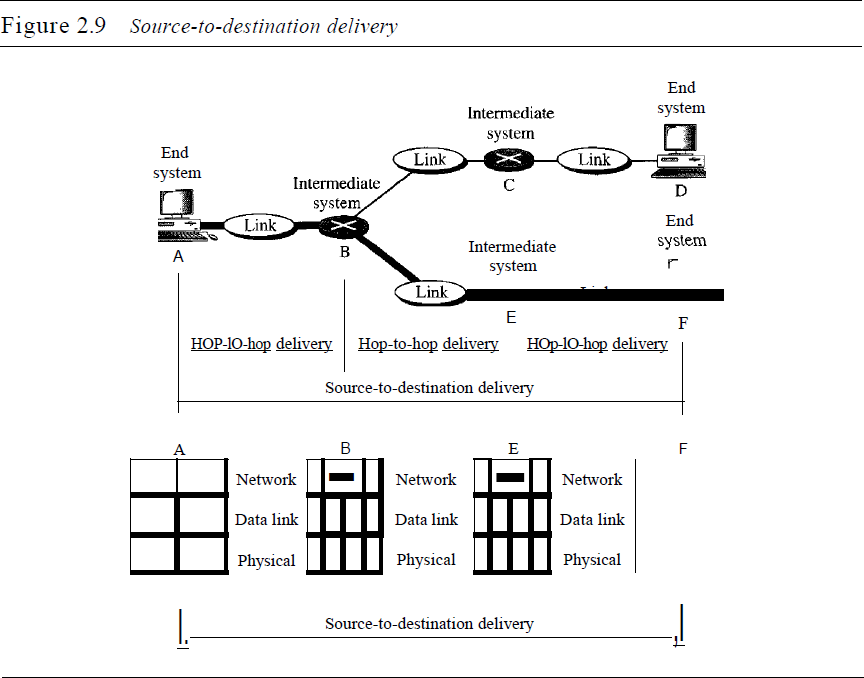 Figure 2.9 Source-to-destination delivery
End
system
Intermediate
system
End
system
Link
Link
C
D
Intermediate
system
Link
A
B
End
system
Intermediate
system
Link
E
F
HOP-lO-hop delivery
Hop-to-hop delivery
HOp-lO-hop delivery
Source-to-destination delivery
A
B
E
F
Network
Network
Network
Data link
Data link
Data link
Physical
Physical
Physical
Source-to-destination delivery